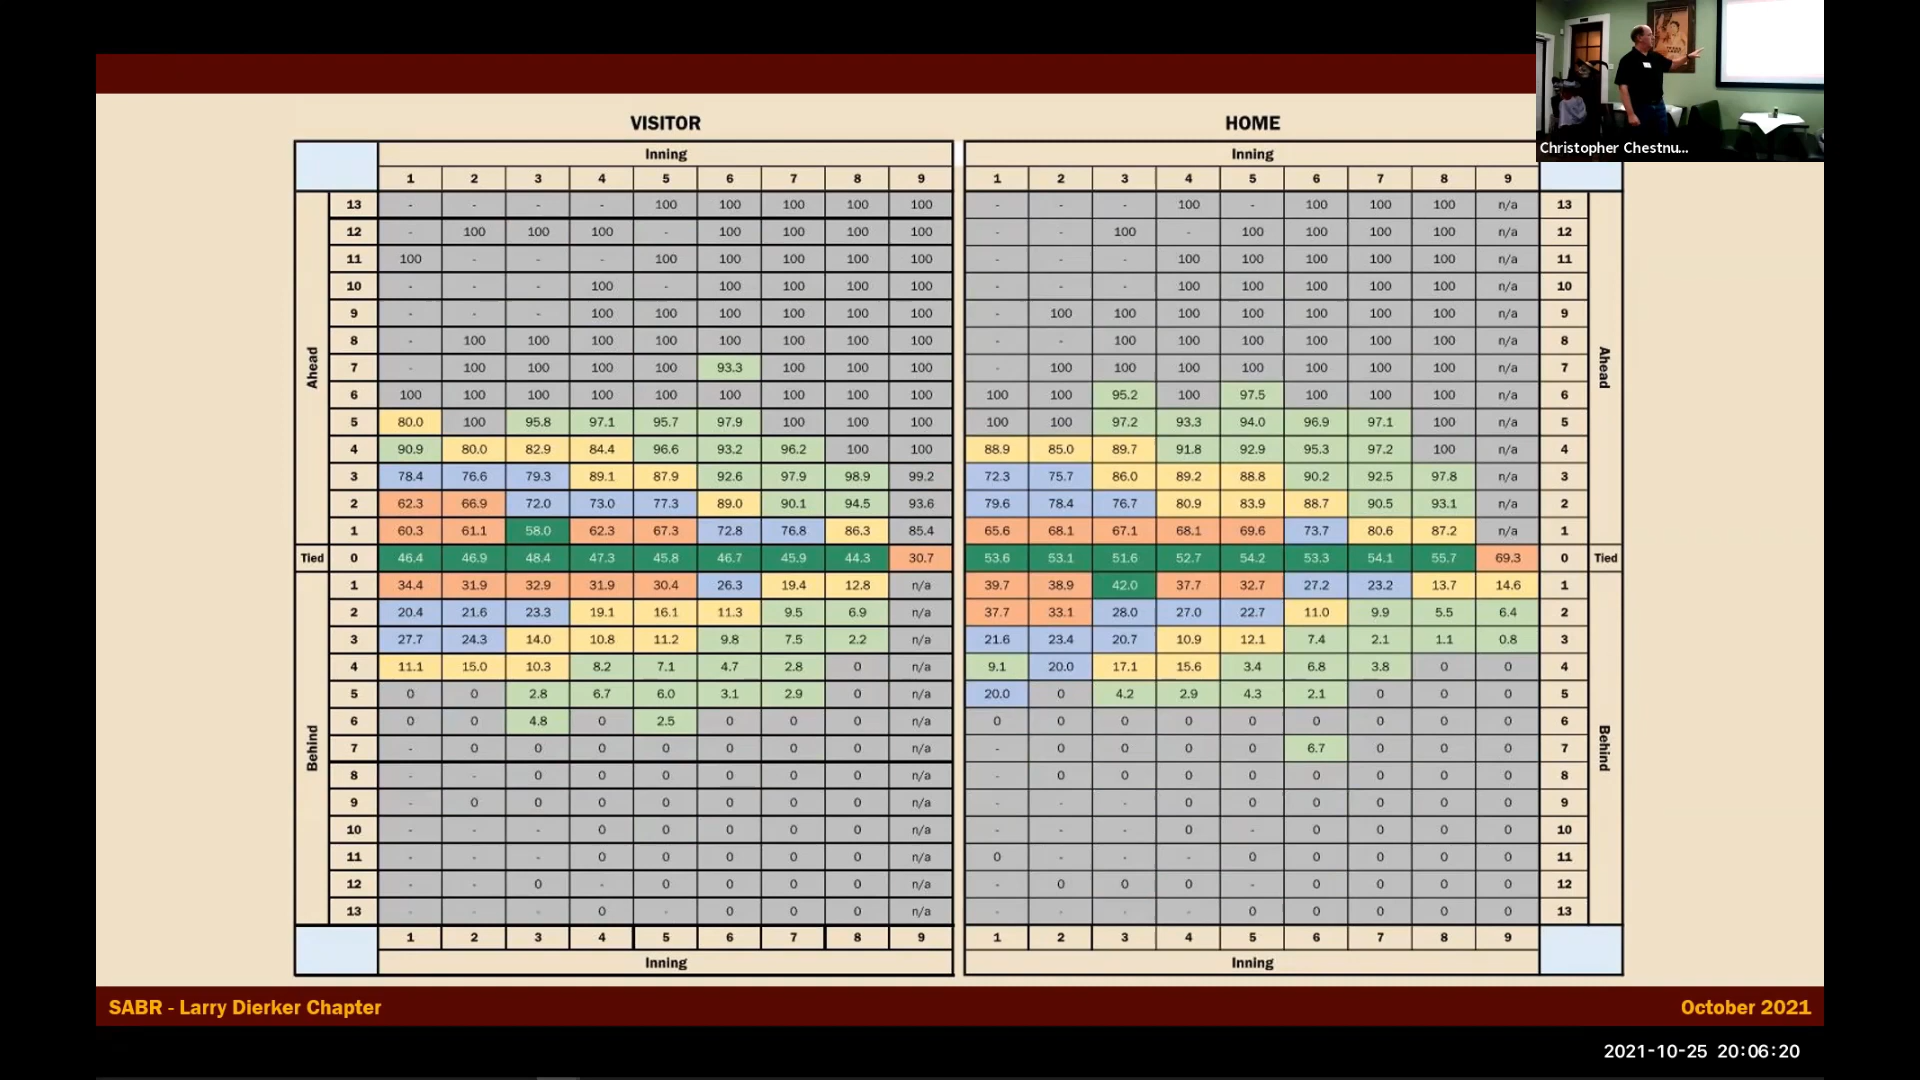 Christopher Chestnu...
VISITOR HOME
Inning Inning
1 2 3 4 5 6 7 8 9 1 2 3 4 5 6 7 8 9
13 - - - - 100 100 100 100 100 - - - 100 - 100 100 100 n/a 13
12 - 100 100 100 - 100 100 100 100 - - 100 - 100 100 100 100 n/a 12
11 100 - - - 100 100 100 100 100 - - - 100 100 100 100 100 n/a 11
10 - - - 100 - 100 100 100 100 - - - 100 100 100 100 100 n/a 10
9 - - - 100 100 100 100 100 100 - 100 100 100 100 100 100 100 n/a 9
8 - 100 100 100 100 100 100 100 100 - - 100 100 100 100 100 100 n/a 8
Ahead 7 - 100 100 100 100 93.3 100 100 100 - 100 100 100 100 100 100 100 n/a 7 Ahead
6 100 100 100 100 100 100 100 100 100 100 100 95.2 100 97.5 100 100 100 n/a 6
5 80.0 100 95.8 97.1 95.7 97.9 100 100 100 100 100 97.2 93.3 94.0 96.9 97.1 100 n/a 5
4 90.9 80.0 82.9 84.4 96.6 93.2 96.2 100 100 88.9 85.0 89.7 91.8 92.9 95.3 97.2 100 n/a 4
3 78.4 76.6 79.3 89.1 87.9 92.6 97.9 98.9 99.2 72.3 75.7 86.0 89.2 88.8 90.2 92.5 97.8 n/a 3
2 62.3 66.9 72.0 73.0 77.3 89.0 90.1 94.5 93.6 79.6 78.4 76.7 80.9 83.9 88.7 90.5 93.1 n/a 2
1 60.3 61.1 58.0 62.3 67.3 72.8 76.8 86.3 85.4 65.6 68.1 67.1 68.1 69.6 73.7 80.6 87.2 n/a 1
Tied 0 46.4 46.9 48.4 47.3 45.8 46.7 45.9 44.3 30.7 53.6 53.1 51.6 52.7 54.2 53.3 54.1 55.7 69.3 0 Tied
1 34.4 31.9 32.9 31.9 30.4 26.3 19.4 12.8 n/a 39.7 38.9 42.0 37.7 32.7 27.2 23.2 13.7 14.6 1
2 20.4 21.6 23.3 19.1 16.1 11.3 9.5 6.9 n/a 37.7 33.1 28.0 27.0 22.7 11.0 9.9 5.5 6.4 2
3 27.7 24.3 14.0 10.8 11.2 9.8 7.5 2.2 n/a 21.6 23.4 20.7 10.9 12.1 7.4 2.1 1.1 0.8 3
4 11.1 15.0 10.3 8.2 7.1 4.7 2.8 0 n/a 9.1 20.0 17.1 15.6 3.4 6.8 3.8 0 0 4
5 0 0 2.8 6.7 6.0 3.1 2.9 0 n/a 20.0 0 4.2 2.9 4.3 2.1 0 0 0 5
6 0 0 4.8 0 2.5 0 0 0 n/a 0 0 0 0 0 0 0 0 0 6
Behind 7 - 0 0 0 0 0 0 0 n/a - 0 0 0 0 6.7 0 0 0 7 Behind
8 - - 0 0 0 0 0 0 n/a - 0 0 0 0 0 0 0 0 8
9 - 0 0 0 0 0 0 0 n/a - - - 0 0 0 0 0 0 9
10 - - - 0 0 0 0 0 n/a - - - 0 - 0 0 0 0 10
11 - - - 0 0 0 0 0 n/a 0 - - - 0 0 0 0 0 11
12 - - 0 - 0 0 0 0 n/a - 0 0 0 - 0 0 0 0 12
13 - - - 0 - 0 0 0 n/a - - - - 0 0 0 0 0 13
1 2 3 4 5 6 7 8 9 1 2 3 4 5 6 7 8 9
Inning Inning
SABR - Larry Dierker Chapter October 2021
2021-10-25 20:06:20